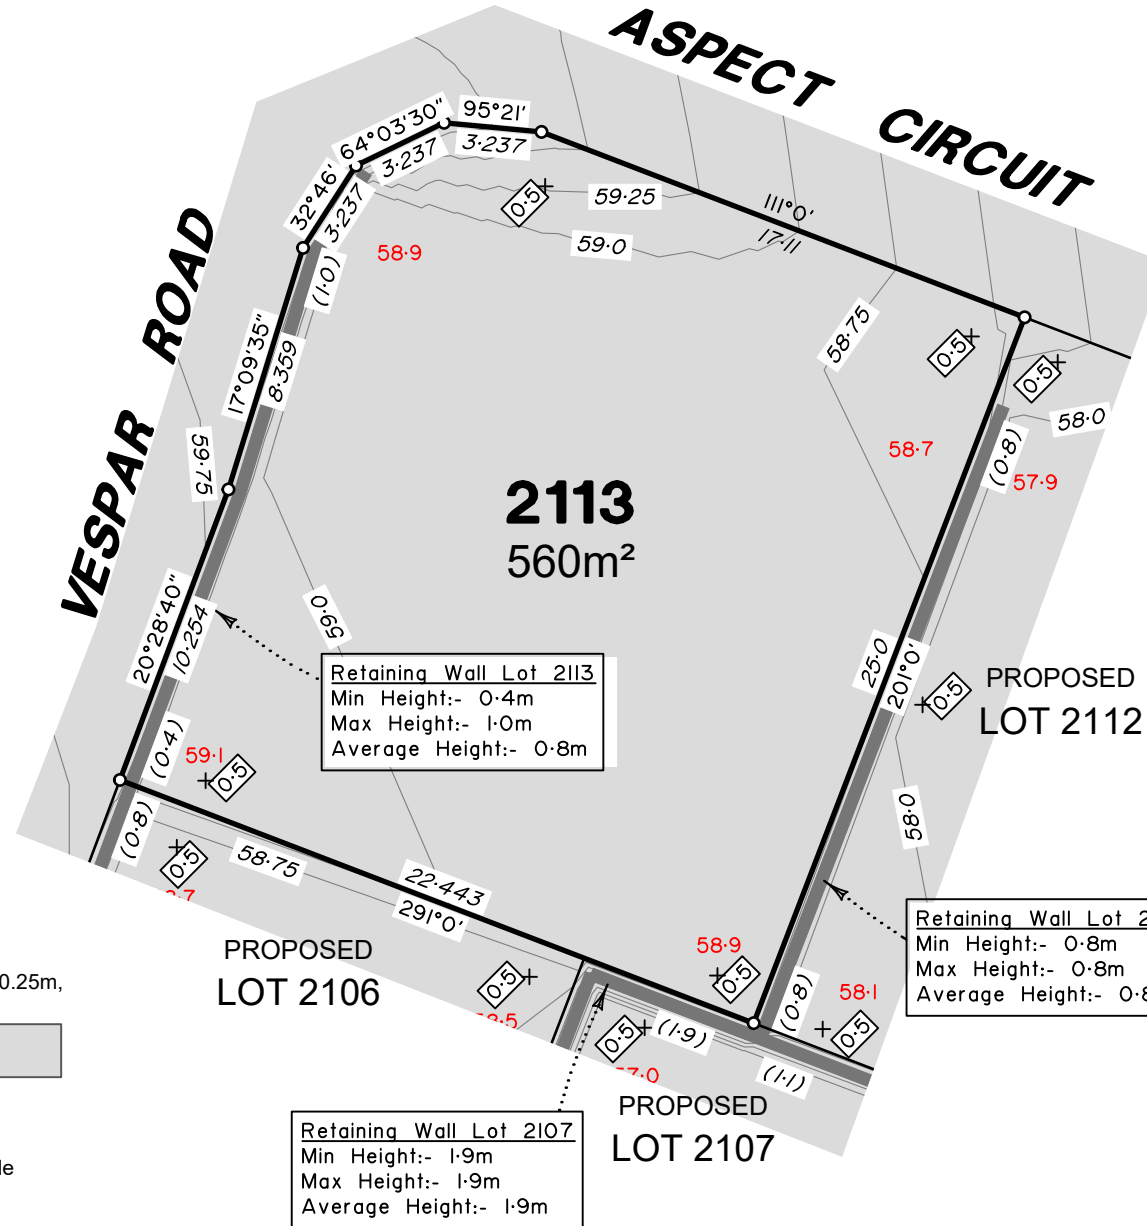 ASPECT CIRCUIT
VESPAR ROAD
95°21'
3·237
64°03'30"
3·237
32°46'
3·237
111°0'
17·11
0·5
59·25
59·0
58·9
(1·0)
17°09'35"
8·359
58·75
0·5
0·5
58·0
58·7
(0·8)
57·9
59·75
2113
560m²
59·0
20°28'40"
10·254
Retaining Wall Lot 2113
Min Height:- 0·4m
Max Height:- 1·0m
Average Height:- 0·8m
25·0
201°0'
0·5
PROPOSED
LOT 2112
(0·4)
59·1
0·5
(0·8)
0·5
58·75
22·443
291°0'
58·0
Retaining Wall Lot 2
Min Height:- 0·8m
Max Height:- 0·8m
Average Height:- 0·8
PROPOSED
LOT 2106
0.25m,
58·9
0·5
0·5
(0·8)
58·1
0·5
0·5
(1·9)
(1·1)
7·0
PROPOSED
LOT 2107
Retaining Wall Lot 2107
Min Height:- 1·9m
Max Height:- 1·9m
Average Height:- 1·9m